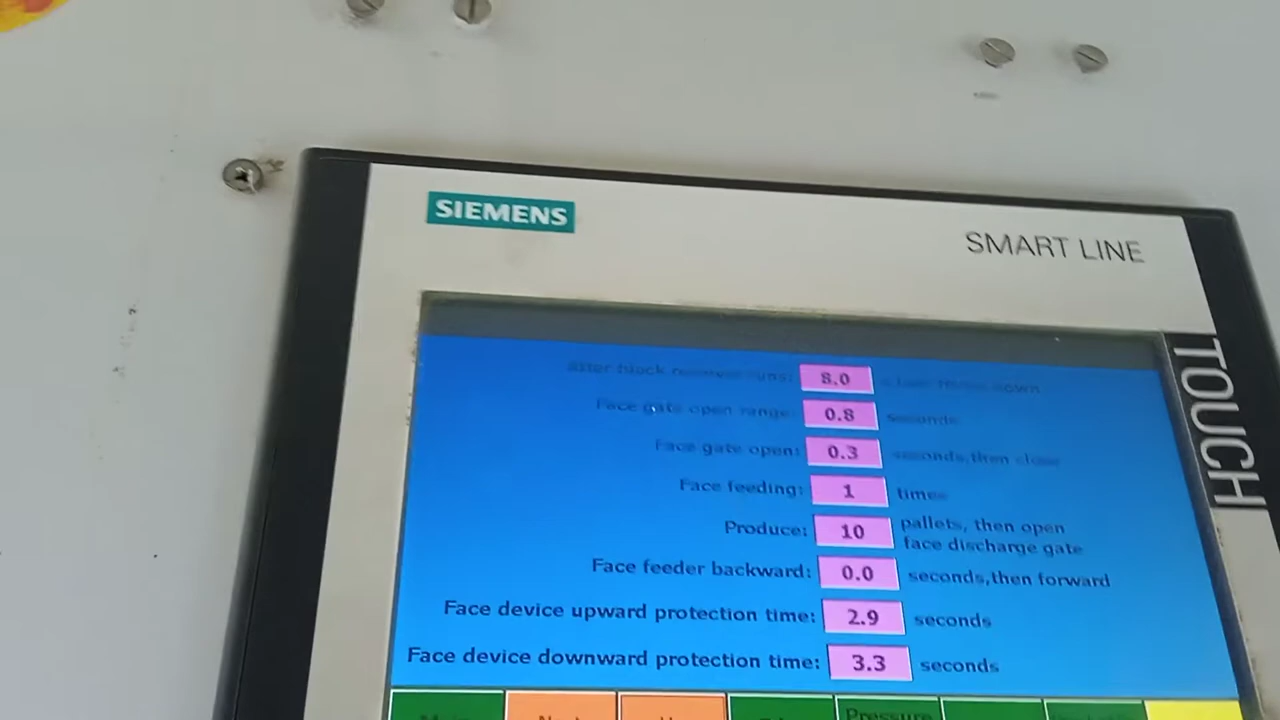 SIEMENS
SMART LINE
TOUCH
After block runs: 8.0 down
Face gate open range: 0.8 seconds
Face gate open: 0.3 seconds,then close
Face feeding: 1 times
Produce: 10 pallets, then open
face discharge gate
Face feeder backward: 0.0 seconds,then forward
Face device upward protection time: 2.9 seconds
Face device downward protection time: 3.3 seconds
Pressure